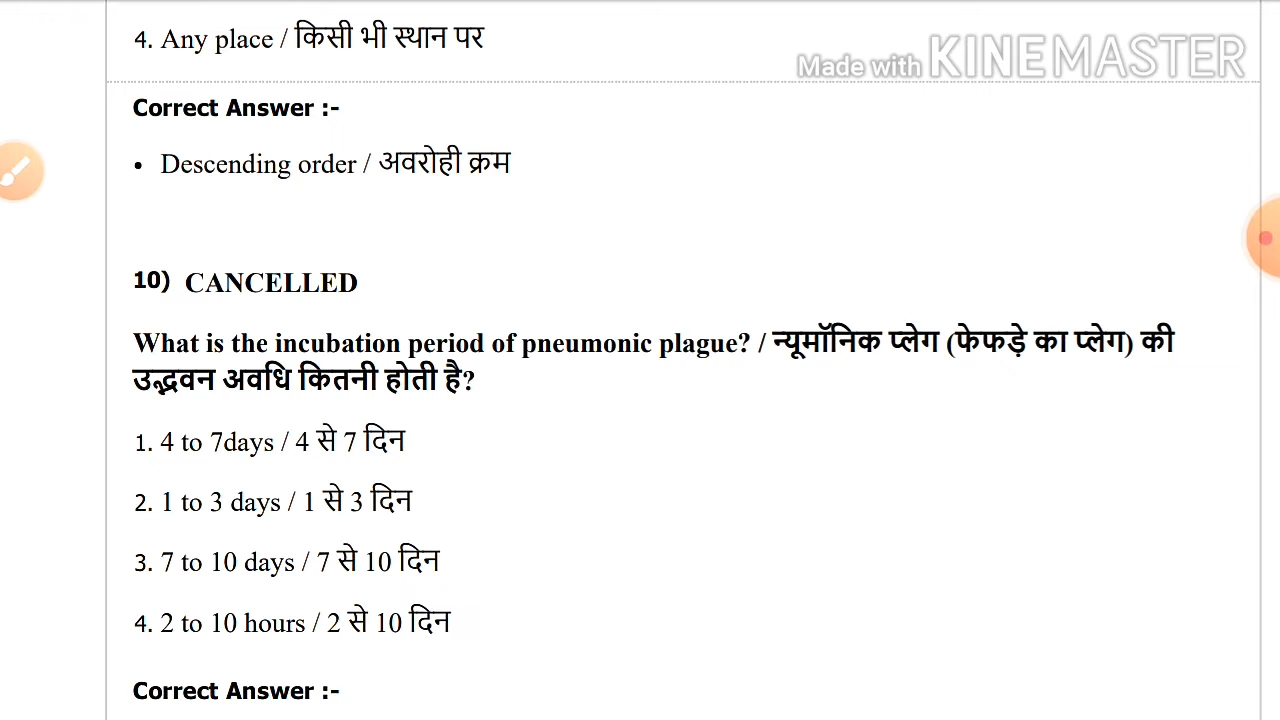 4. Any place / किसी भी स्थान पर
Made with KINEMASTER
Correct Answer :-
• Descending order / अवरोही क्रम
10) CANCELLED
What is the incubation period of pneumonic plague? / न्यूमॉनिक प्लेग (फेफड़े का प्लेग) की
उद्भवन अवधि कितनी होती है?
1. 4 to 7days / 4 से 7 दिन
2. 1 to 3 days / 1 से 3 दिन
3. 7 to 10 days / 7 से 10 दिन
4. 2 to 10 hours / 2 से 10 दिन
Correct Answer :-